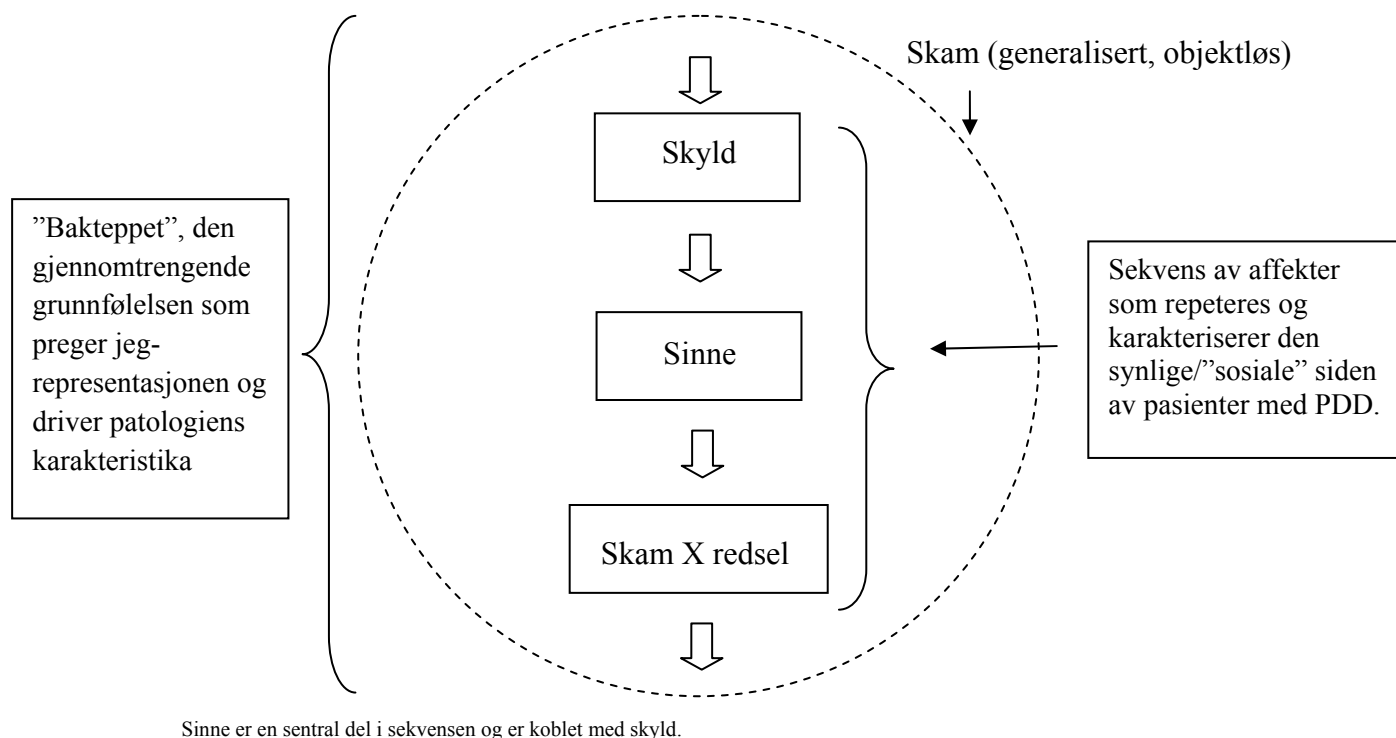 Skam (generalisert, objektløs)
Skyld
”Bakteppet”, den
gjennomtrengende
grunnfølelsen som
preger jeg-
representasjonen og
driver patologiens
karakteristika
Sinne
Sekvens av affekter
som repeteres og
karakteriserer den
synlige/”sosiale” siden
av pasienter med PDD.
Skam X redsel
Sinne er en sentral del i sekvensen og er koblet med skyld.